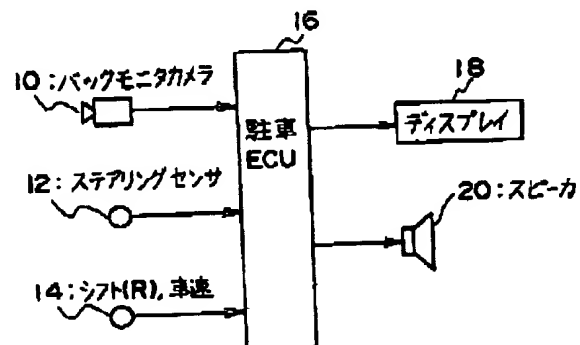 16
10:バックモニタカメラ
18
ディスプレイ
駐車
ECU
12:ステアリングセンサ
20:スピーカ
14:シフト(R),車速